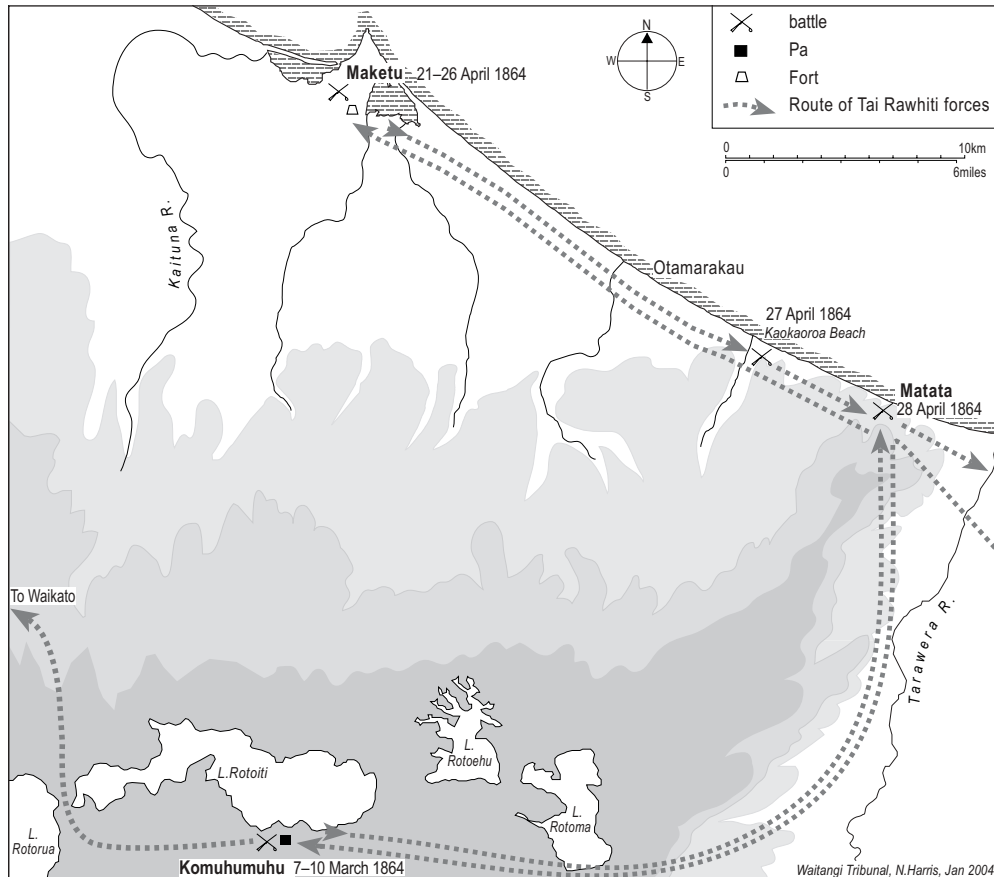 battle
Pa
Fort
Route of Tai Rawhiti forces
0 10km
0 6miles
N
W E
S
Maketu 21–26 April 1864
Kaituna R.
Otamarakau
27 April 1864
Kaokaoroa Beach
Matata
28 April 1864
To Waikato
Tarawera R.
L.
Rotoehu
L.Rotoiti
L.
Rotoma
L.
Rotorua
Komuhumuhu 7–10 March 1864
Waitangi Tribunal, N.Harris, Jan 2004